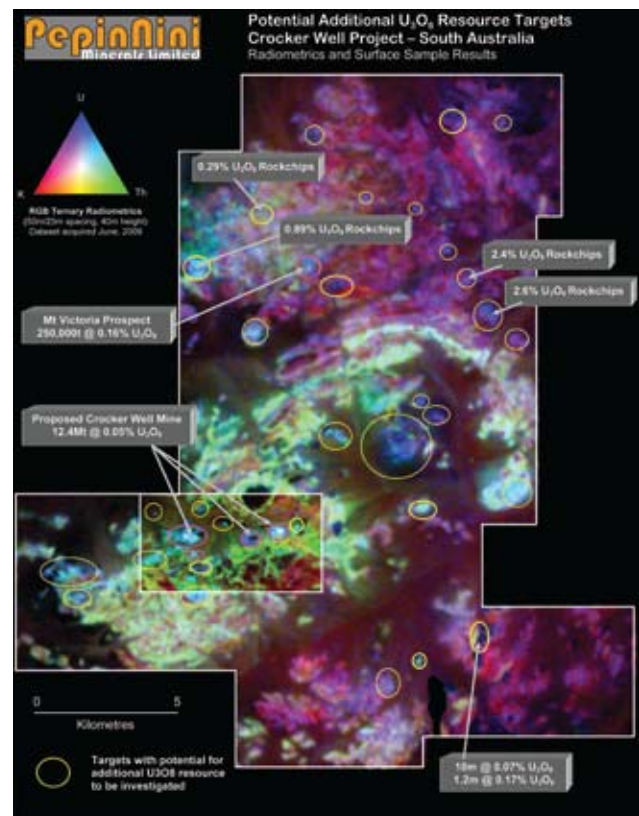 PepinNini
Minerals Limited
Potential Additional U₃O₈ Resource Targets
Crocker Well Project – South Australia
Radiometrics and Surface Sample Results
U
K
Th
RGB Ternary Radiometrics
(50m/25m spacing, 40m height)
Dataset acquired June, 2009
0.29% U₃O₈ Rockchips
0.89% U₃O₈ Rockchips
2.4% U₃O₈ Rockchips
2.6% U₃O₈ Rockchips
Mt Victoria Prospect
250,000t @ 0.16% U₃O₈
Proposed Crocker Well Mine
12.4Mt @ 0.05% U₃O₈
0
5
Kilometres
Targets with potential for
additional U3O8 resource
to be investigated
10m @ 0.07% U₃O₈
1.2m @ 0.17% U₃O₈